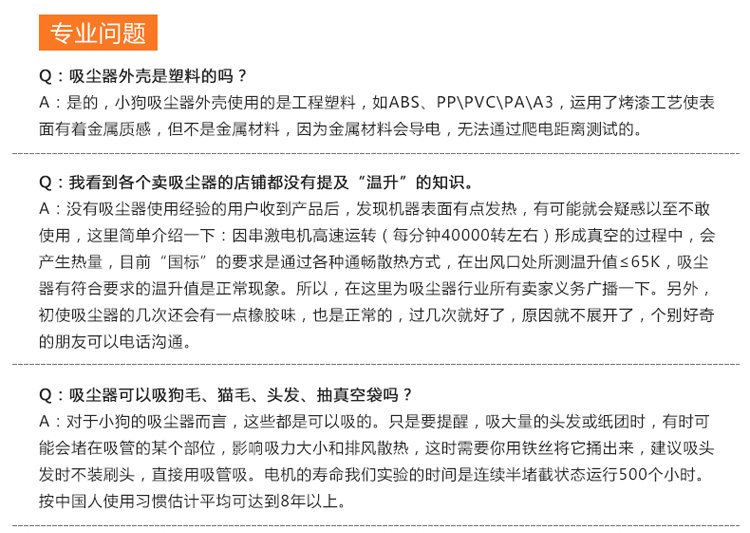 专业问题
Q：吸尘器外壳是塑料的吗？
A：是的，小狗吸尘器外壳使用的是工程塑料，如ABS、PP\PVC\PA\A3，运用了烤漆工艺使表
面有着金属质感，但不是金属材料，因为金属材料会导电，无法通过爬电距离测试的。
Q：我看到各个卖吸尘器的店铺都没有提及“温升”的知识。
A：没有吸尘器使用经验的用户收到产品后，发现机器表面有点发热，有可能就会疑惑以至不敢
使用，这里简单介绍一下：因串激电机高速运转（每分钟40000转左右）形成真空的过程中，会
产生热量，目前“国标”的要求是通过各种通畅散热方式，在出风口处所测温升值≤65K，吸尘
器有符合要求的温升值是正常现象。所以，在这里为吸尘器行业所有卖家义务广播一下。另外，
初使吸尘器的几次还会有一点橡胶味，也是正常的，过几次就好了，原因就不展开了，个别好奇
的朋友可以电话沟通。
Q：吸尘器可以吸狗毛、猫毛、头发、抽真空袋吗？
A：对于小狗的吸尘器而言，这些都是可以吸的。只是要提醒，吸大量的头发或纸团时，有时可
能会堵在吸管的某个部位，影响吸力大小和排风散热，这时需要你用铁丝将它捅出来，建议吸头
发时不装刷头，直接用吸管吸。电机的寿命我们实验的时间是连续半堵截状态运行500个小时。
按中国人使用习惯估计平均可达到8年以上。